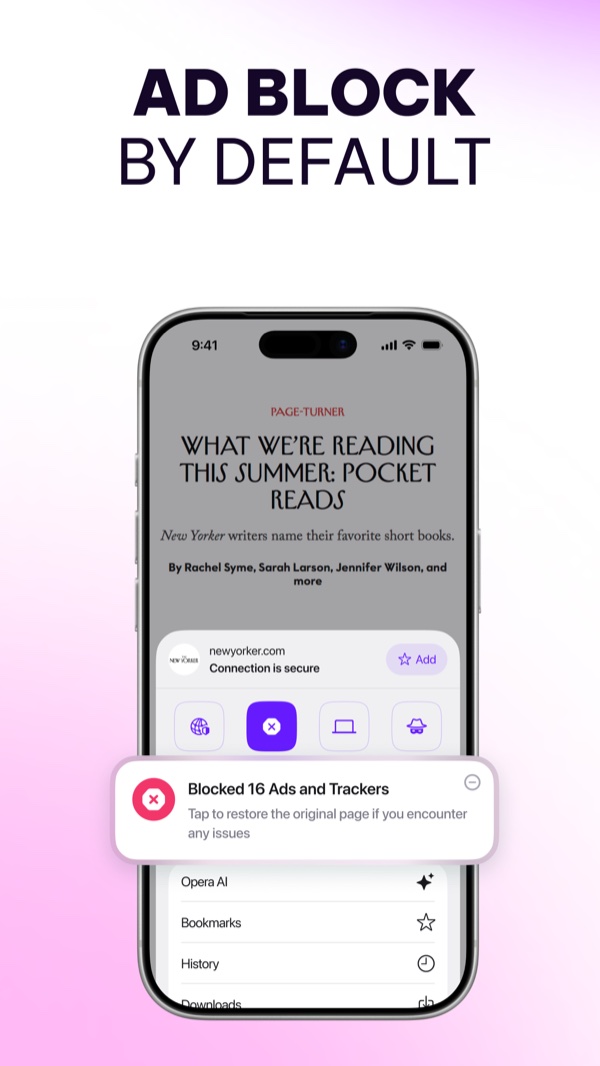 AD BLOCK
BY DEFAULT
9:41
PAGE-TURNER
WHAT WE'RE READING
THIS SUMMER: POCKET
READS
New Yorker writers name their favorite short books.
By Rachel Syme, Sarah Larson, Jennifer Wilson, and
more
NEW YORKER
newyorker.com
Connection is secure
Add
Blocked 16 Ads and Trackers
Tap to restore the original page if you encounter
any issues
Opera AI
Bookmarks
History
Downloads